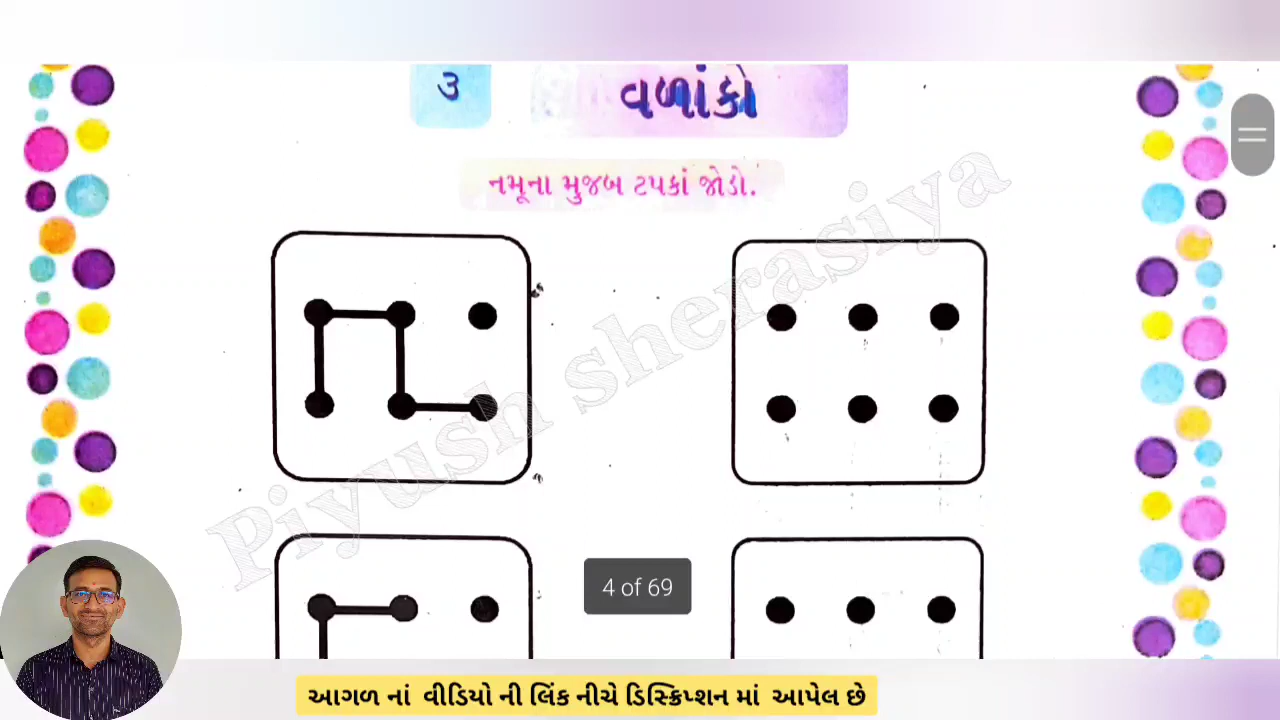 ૩
વળાંકો
નમૂના મુજબ ટપકાં જોડો.
Piyush sherasiya
4 of 69
આગળ નાં વીડિયો ની લિંક નીચે ડિસ્ક્રિપ્શન માં આપેલ છે